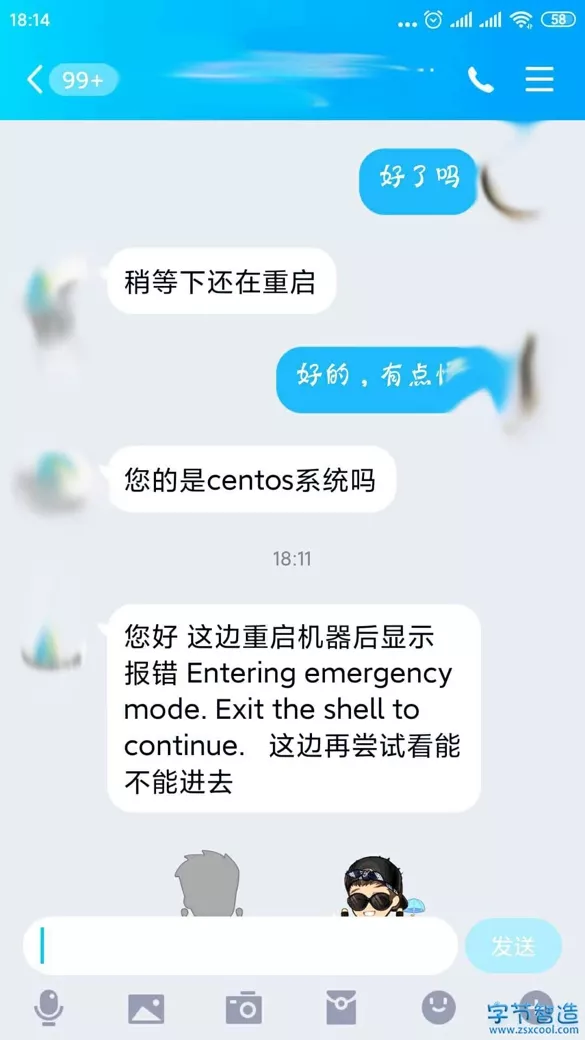 18:14
58
99+
好了吗
稍等下还在重启
好的，有点
您的是centos系统吗
18:11
您好 这边重启机器后显示
报错 Entering emergency
mode. Exit the shell to
continue. 这边再尝试看能
不能进去
发送
字节智造
www.zsxcool.com